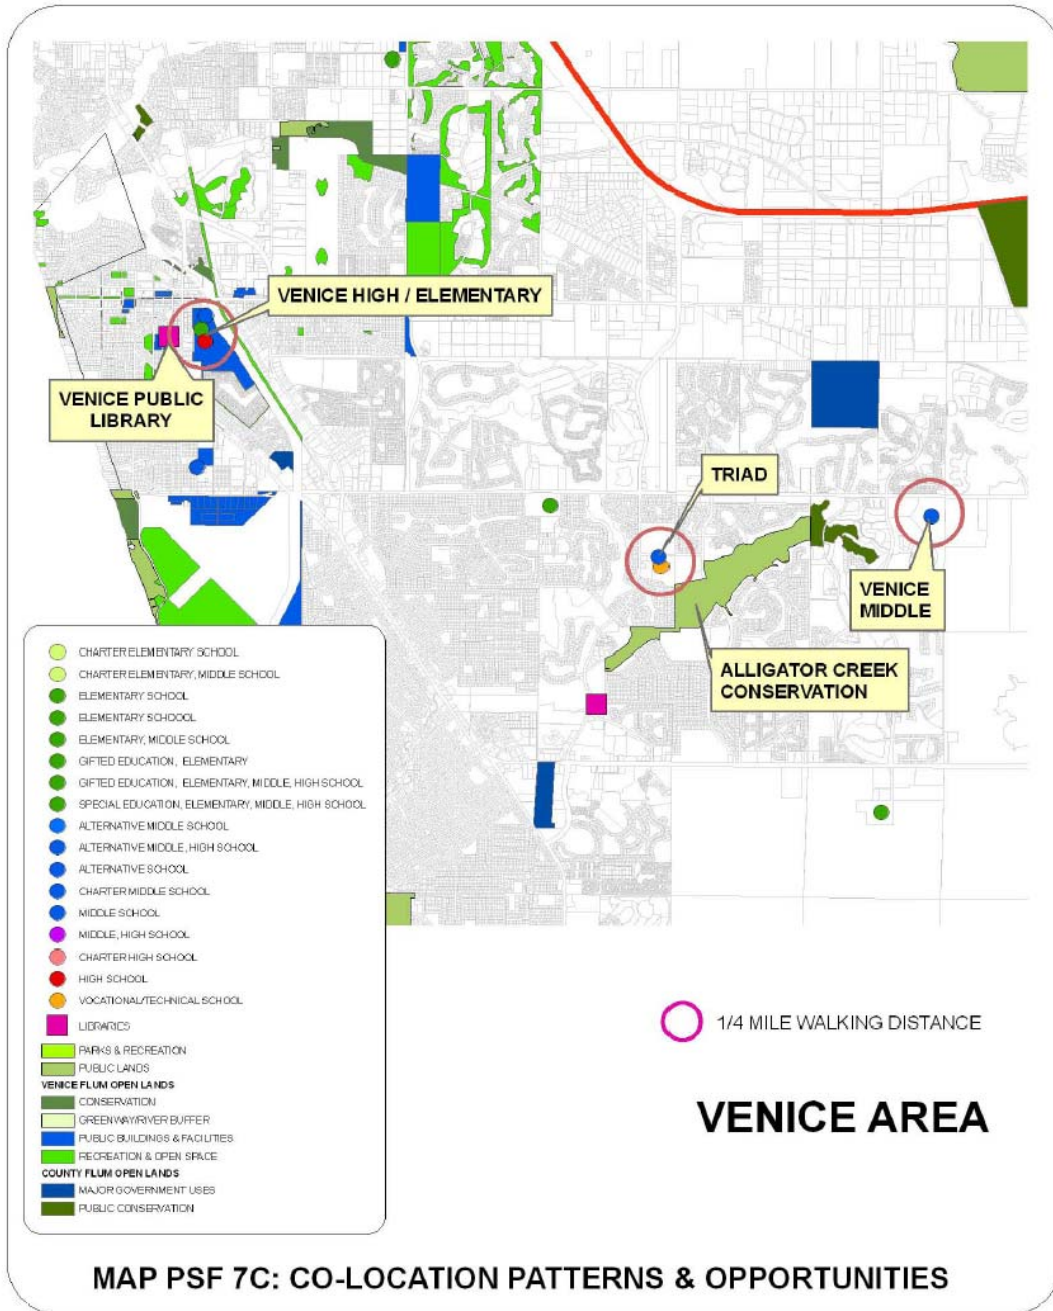 VENICE HIGH / ELEMENTARY
VENICE PUBLIC
LIBRARY
TRIAD
VENICE
MIDDLE
ALLIGATOR CREEK
CONSERVATION
CHARTER ELEMENTARY SCHOOL
CHARTER ELEMENTARY, MIDDLE SCHOOL
ELEMENTARY SCHOOL
ELEMENTARY SCHOOOL
ELEMENTARY, MIDDLE SCHOOL
GIFTED EDUCATION, ELEMENTARY
GIFTED EDUCATION, ELEMENTARY, MIDDLE, HIGH SCHOOL
SPECIAL EDUCATION, ELEMENTARY, MIDDLE, HIGH SCHOOL
ALTERNATIVE MIDDLE SCHOOL
ALTERNATIVE MIDDLE, HIGH SCHOOL
ALTERNATIVE SCHOOL
CHARTER MIDDLE SCHOOL
MIDDLE SCHOOL
MIDDLE, HIGH SCHOOL
CHARTER HIGH SCHOOL
HIGH SCHOOL
VOCATIONAL/TECHNICAL SCHOOL
LIBRARIES
PARKS & RECREATION
PUBLIC LANDS
VENICE FLUM OPEN LANDS
CONSERVATION
GREENWAY/RIVER BUFFER
PUBLIC BUILDINGS & FACILITIES
RECREATION & OPEN SPACE
COUNTY FLUM OPEN LANDS
MAJOR GOVERNMENT USES
PUBLIC CONSERVATION
1/4 MILE WALKING DISTANCE
VENICE AREA
MAP PSF 7C: CO-LOCATION PATTERNS & OPPORTUNITIES